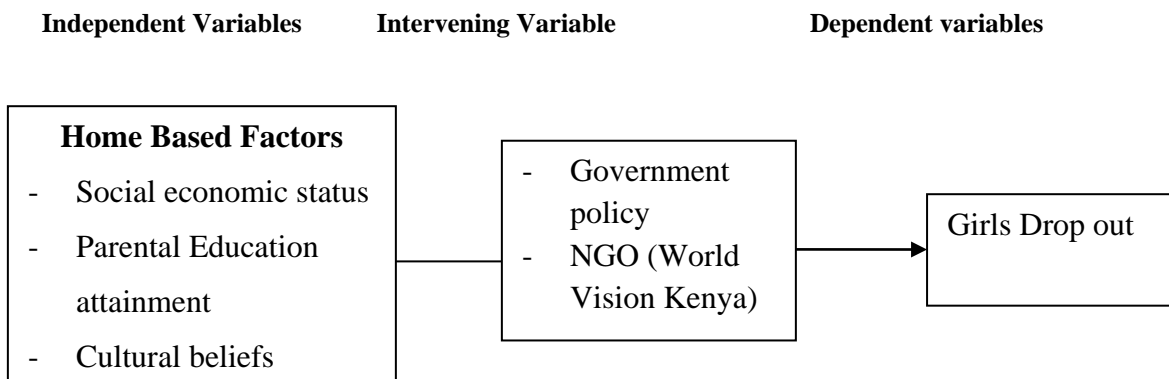 Independent Variables Intervening Variable Dependent variables
Home Based Factors
- Social economic status
- Parental Education
attainment
- Cultural beliefs
- Government
policy
- NGO (World
Vision Kenya)
Girls Drop out